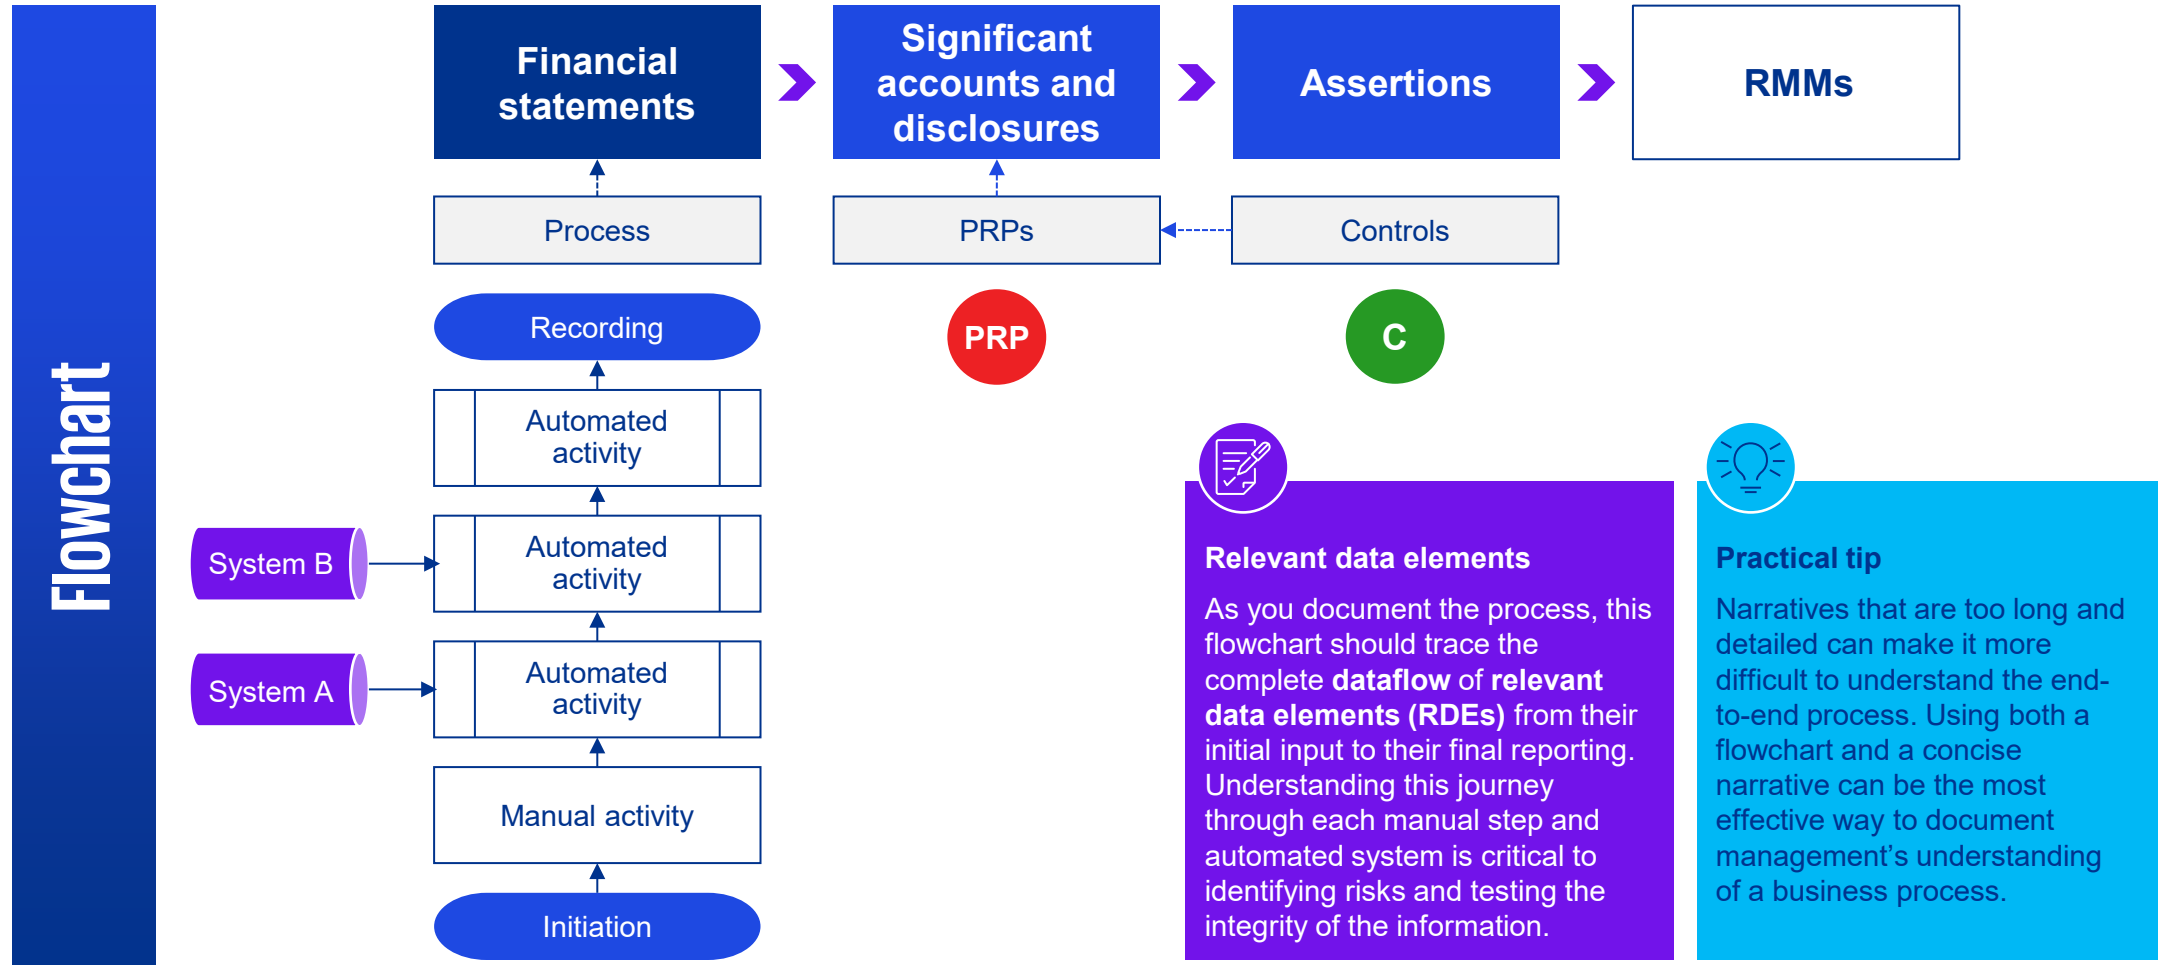 Flowchart
Financial
statements
Significant
accounts and
disclosures
Assertions
RMMs
Process
PRPs
Controls
Recording
PRP
C
Automated
activity
System B
Automated
activity
System A
Automated
activity
Manual activity
Initiation
Relevant data elements
As you document the process, this
flowchart should trace the
complete dataflow of relevant
data elements (RDEs) from their
initial input to their final reporting.
Understanding this journey
through each manual step and
automated system is critical to
identifying risks and testing the
integrity of the information.
Practical tip
Narratives that are too long and
detailed can make it more
difficult to understand the end-
to-end process. Using both a
flowchart and a concise
narrative can be the most
effective way to document
management’s understanding
of a business process.